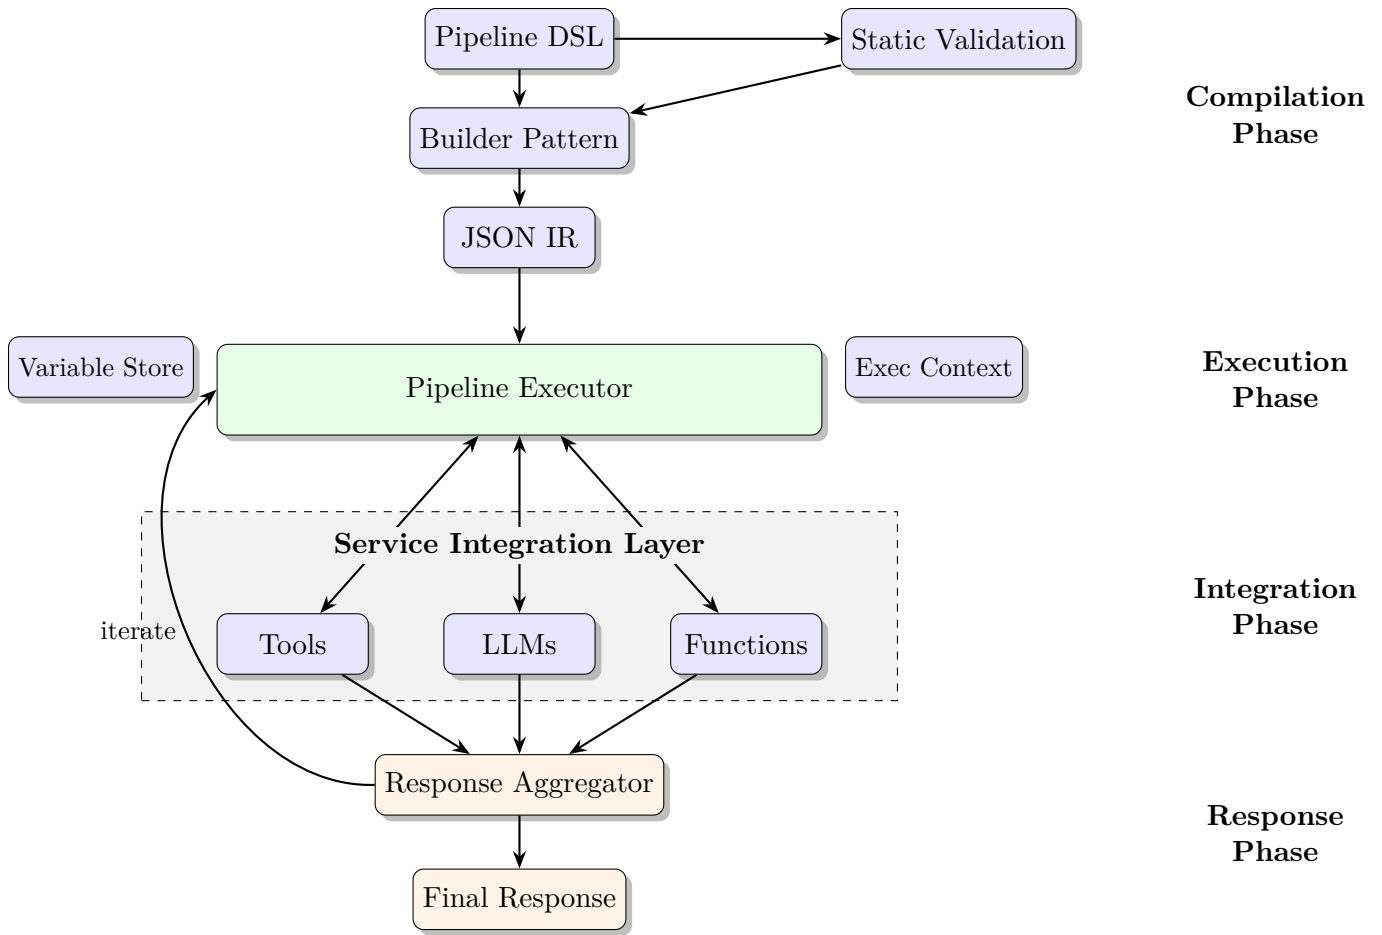 Pipeline DSL
Static Validation
Compilation
Phase
Builder Pattern
JSON IR
Variable Store
Pipeline Executor
Exec Context
Execution
Phase
Service Integration Layer
Integration
Phase
iterate
Tools
LLMs
Functions
Response Aggregator
Response
Phase
Final Response